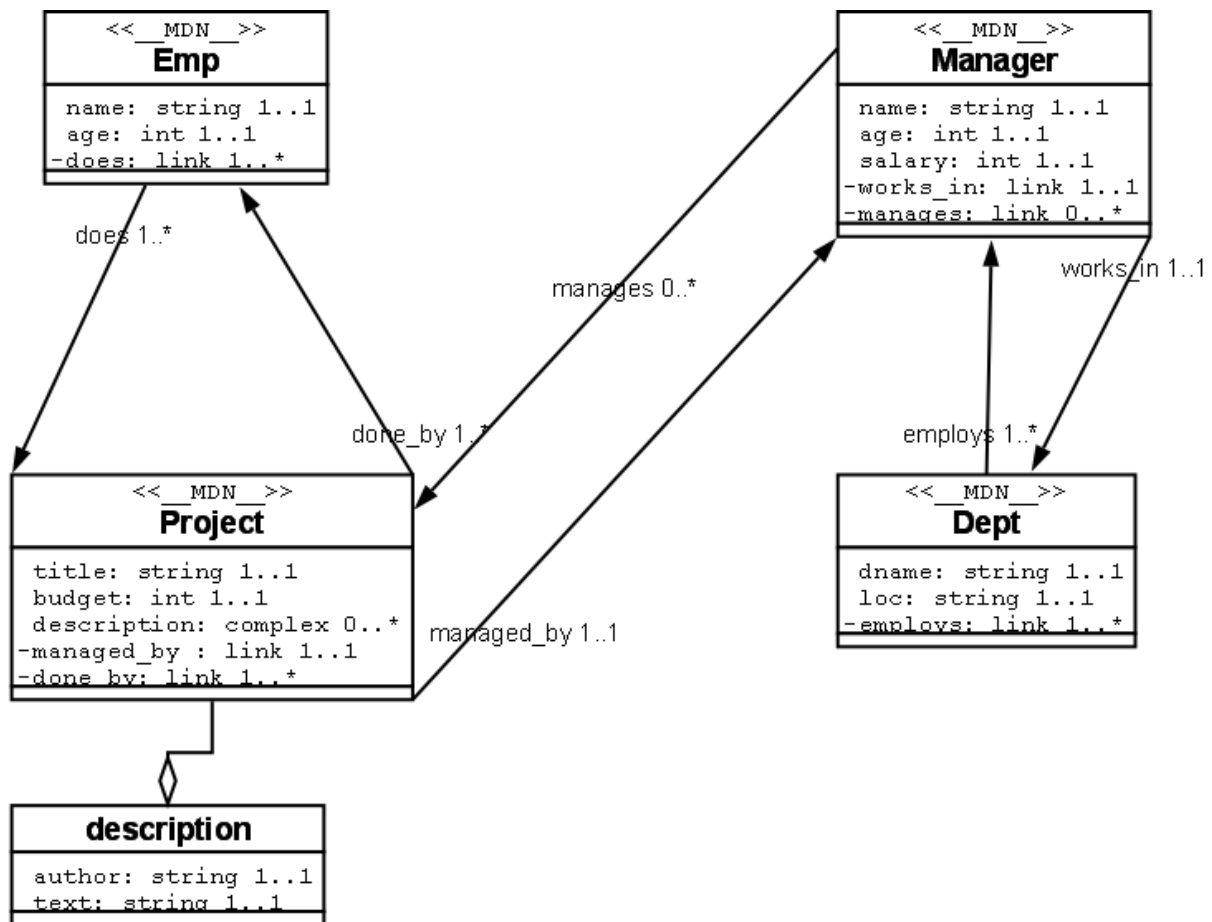 <<__MDN__>>
Emp
name: string 1..1
age: int 1..1
-does: link 1..*
<<__MDN__>>
Manager
name: string 1..1
age: int 1..1
salary: int 1..1
-works_in: link 1..1
-manages: link 0..*
does 1..*
manages 0..*
works_in 1..1
done_by 1..*
employs 1..*
<<__MDN__>>
Project
title: string 1..1
budget: int 1..1
description: complex 0..*
-managed_by : link 1..1
-done_by: link 1..*
managed_by 1..1
<<__MDN__>>
Dept
dname: string 1..1
loc: string 1..1
-employs: link 1..*
description
author: string 1..1
text: string 1..1